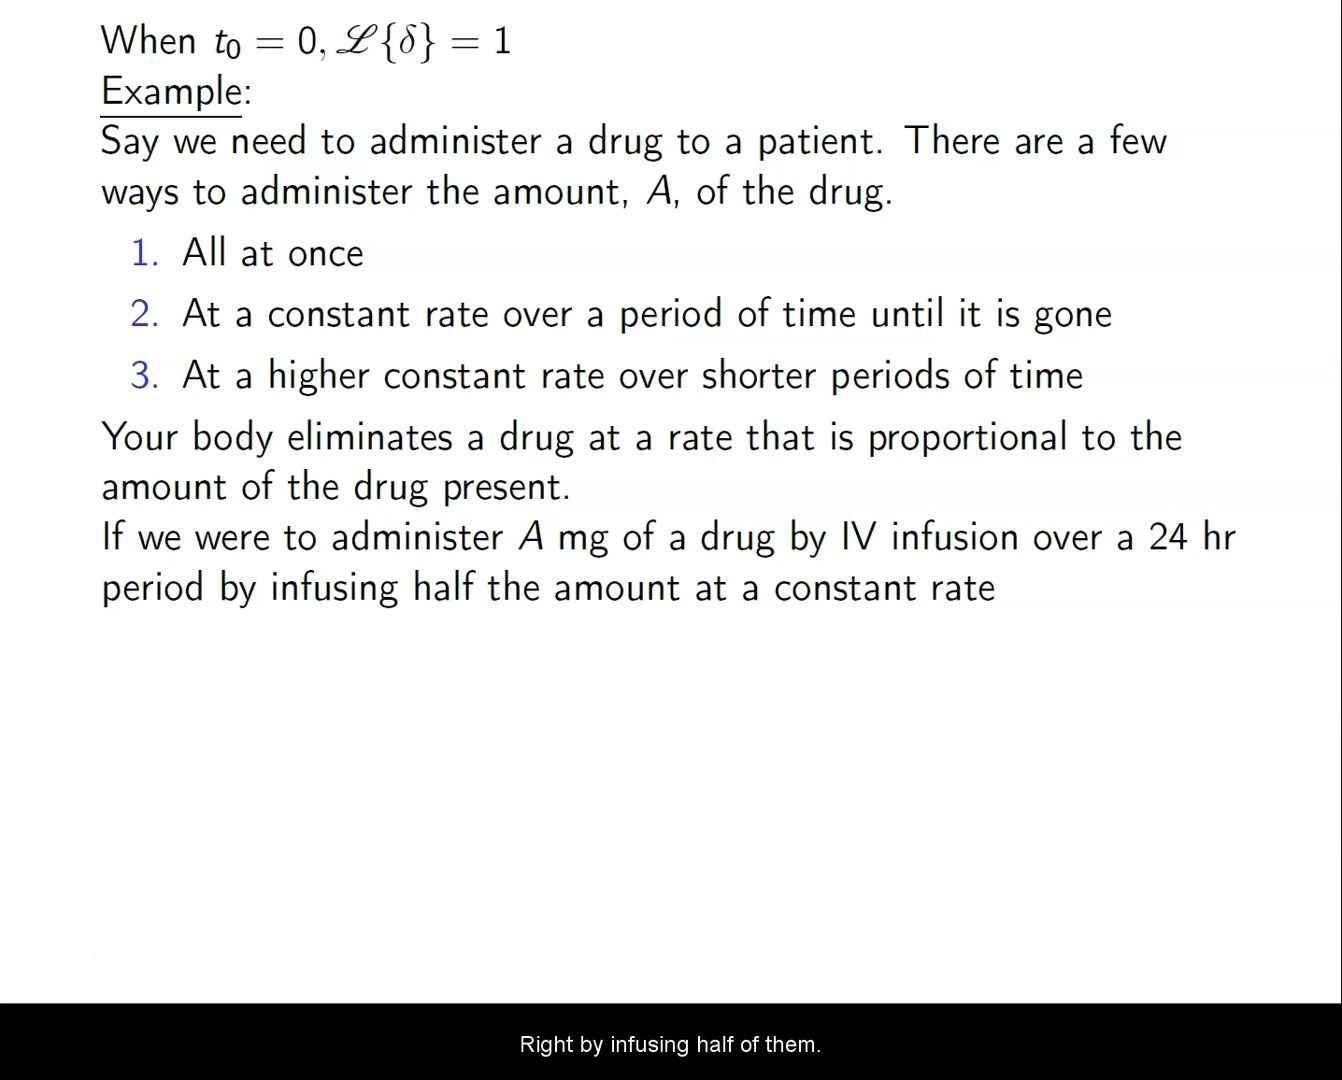 When t₀ = 0, ℒ{δ} = 1
Example:
Say we need to administer a drug to a patient. There are a few
ways to administer the amount, A, of the drug.
1. All at once
2. At a constant rate over a period of time until it is gone
3. At a higher constant rate over shorter periods of time
Your body eliminates a drug at a rate that is proportional to the
amount of the drug present.
If we were to administer A mg of a drug by IV infusion over a 24 hr
period by infusing half the amount at a constant rate
Right by infusing half of them.